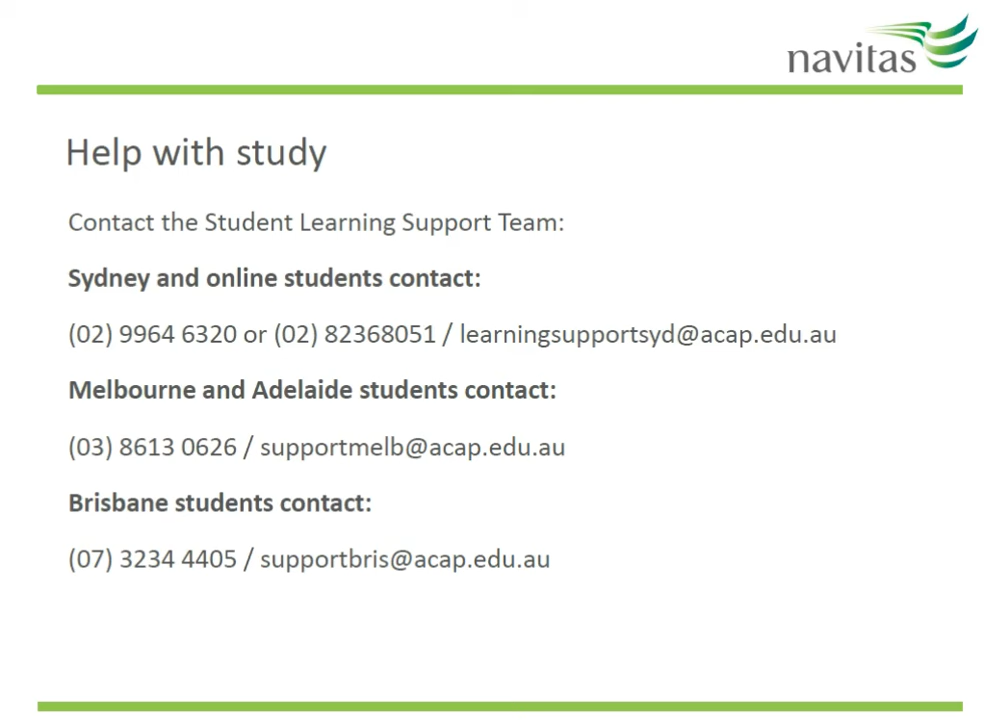 navitas
Help with study
Contact the Student Learning Support Team:
Sydney and online students contact:
(02) 9964 6320 or (02) 82368051 / learningsupportsyd@acap.edu.au
Melbourne and Adelaide students contact:
(03) 8613 0626 / supportmelb@acap.edu.au
Brisbane students contact:
(07) 3234 4405 / supportbris@acap.edu.au